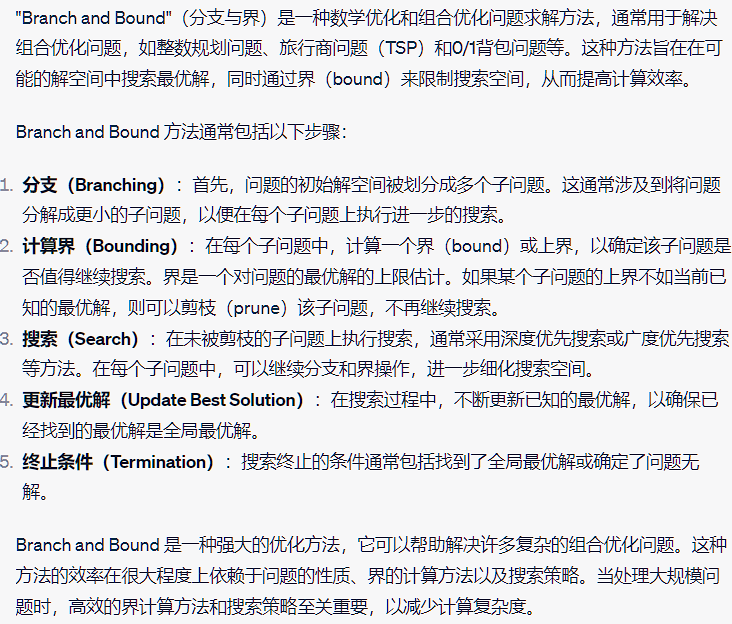 "Branch and Bound"（分支与界）是一种数学优化和组合优化问题求解方法，通常用于解决
组合优化问题，如整数规划问题、旅行商问题（TSP）和0/1背包问题等。这种方法旨在在可
能的解空间中搜索最优解，同时通过界（bound）来限制搜索空间，从而提高计算效率。
Branch and Bound 方法通常包括以下步骤：
1. 分支（Branching）：首先，问题的初始解空间被划分成多个子问题。这通常涉及到将问题
分解成更小的子问题，以便在每个子问题上执行进一步的搜索。
2. 计算界（Bounding）：在每个子问题中，计算一个界（bound）或上界，以确定该子问题是
否值得继续搜索。界是一个对问题的最优解的上限估计。如果某个子问题的上界不如当前已
知的最优解，则可以剪枝（prune）该子问题，不再继续搜索。
3. 搜索（Search）：在未被剪枝的子问题上执行搜索，通常采用深度优先搜索或广度优先搜索
等方法。在每个子问题中，可以继续分支和界操作，进一步细化搜索空间。
4. 更新最优解（Update Best Solution）：在搜索过程中，不断更新已知的最优解，以确保已
经找到的最优解是全局最优解。
5. 终止条件（Termination）：搜索终止的条件通常包括找到了全局最优解或确定了问题无
解。
Branch and Bound 是一种强大的优化方法，它可以帮助解决许多复杂的组合优化问题。这种
方法的效率在很大程度上依赖于问题的性质、界的计算方法以及搜索策略。当处理大规模问
题时，高效的界计算方法和搜索策略至关重要，以减少计算复杂度。